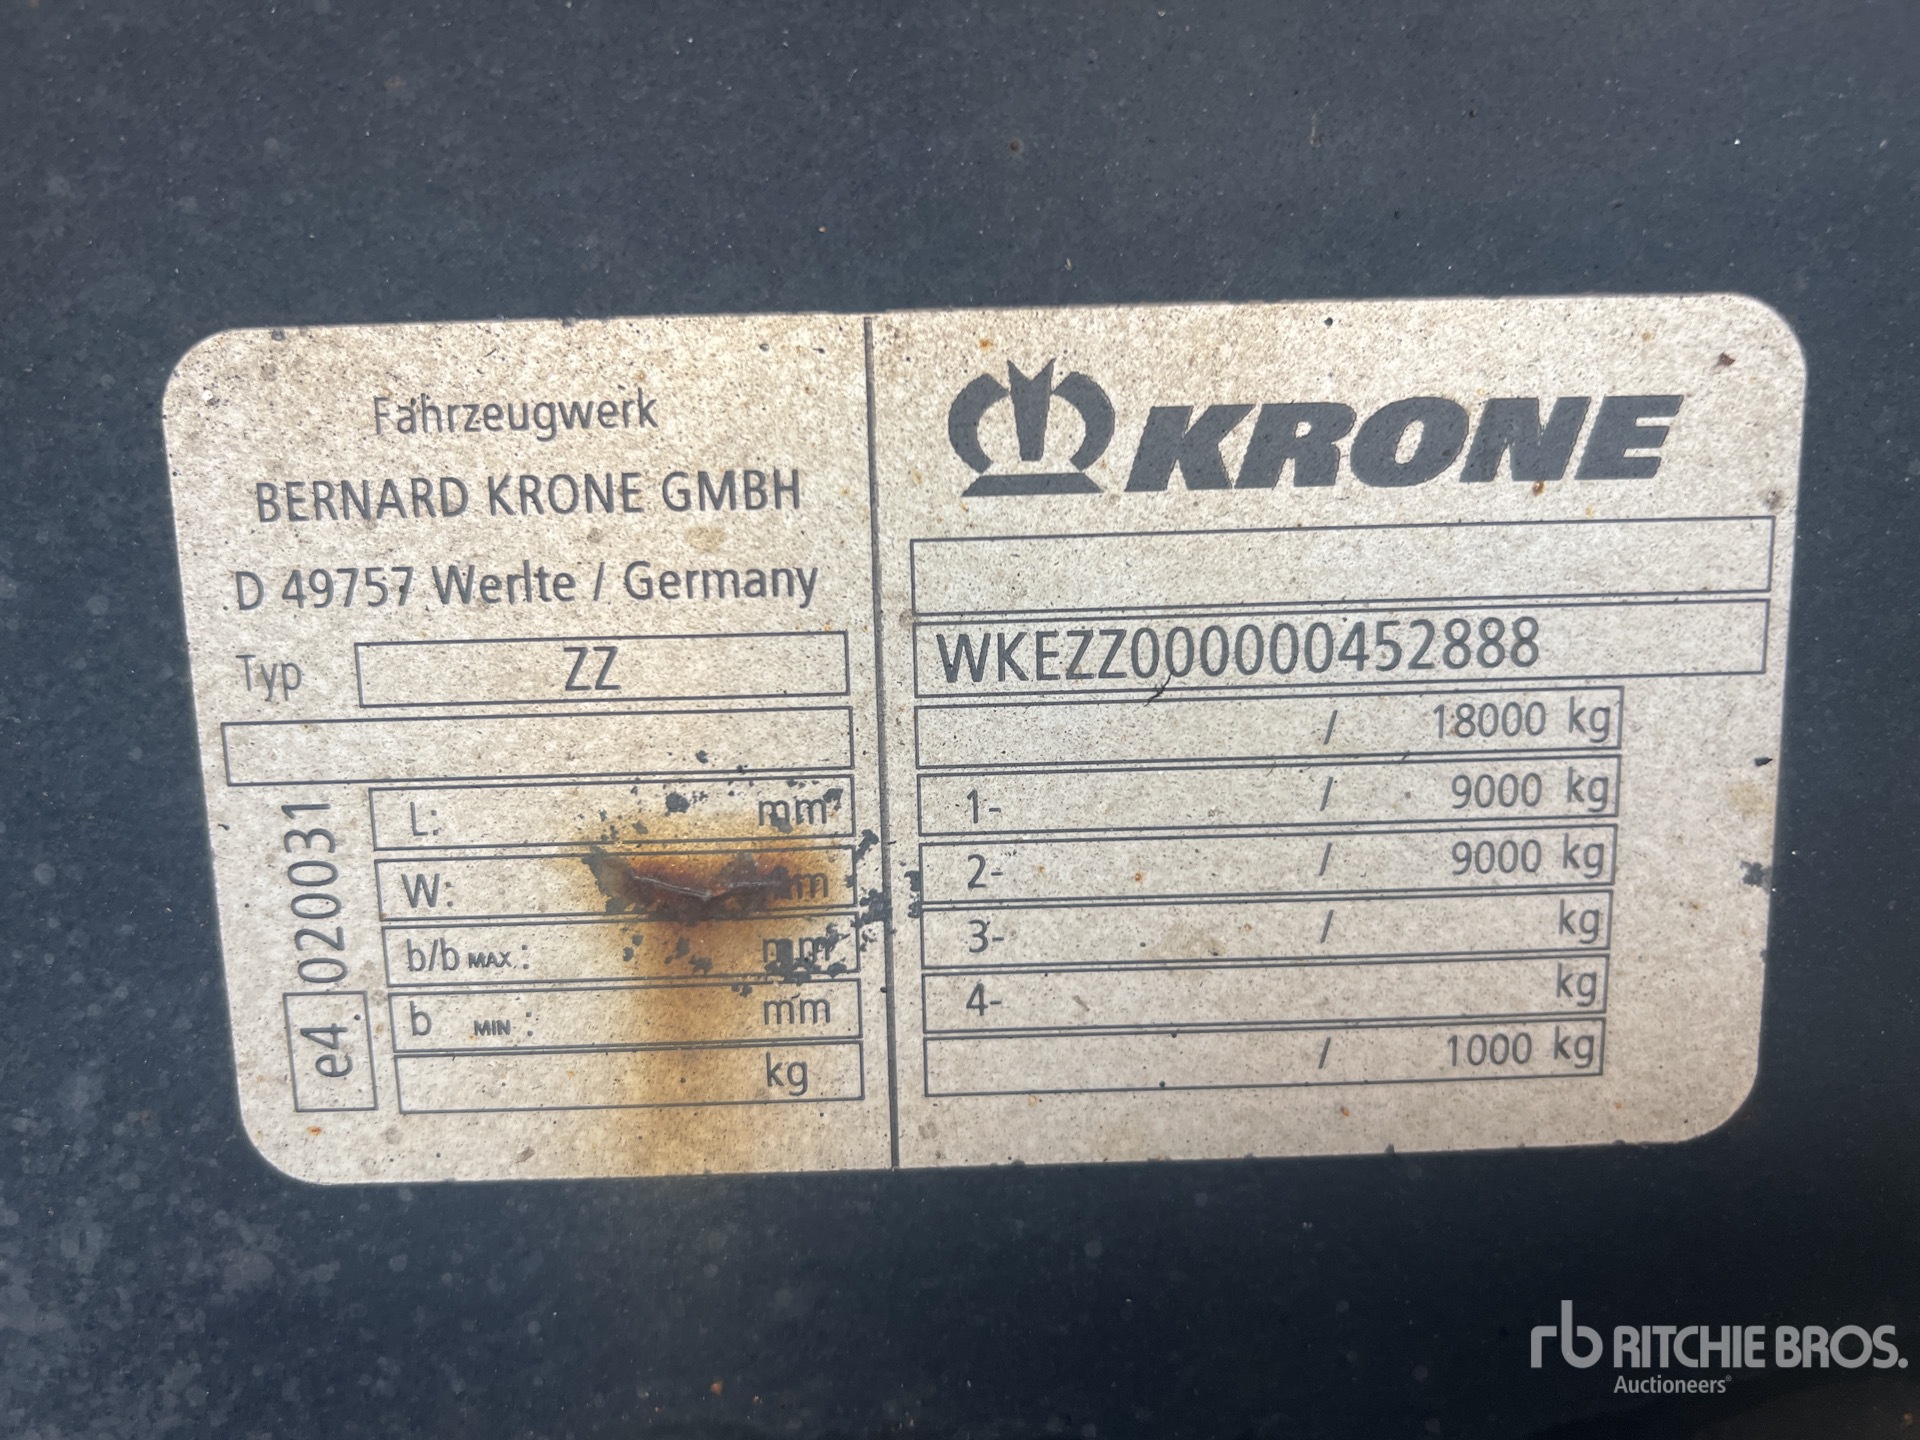 Fahrzeugwerk
BERNARD KRONE GMBH
D 49757 Werlte / Germany
Typ ZZ
L: mm
W: mm
b/b MAX.: mm
b MIN : mm
kg
e4 020031
KRONE
WKEZZ000000452888
/ 18000 kg
1- / 9000 kg
2- / 9000 kg
3- / kg
4- kg
/ 1000 kg
rb RITCHIE BROS.
Auctioneers®